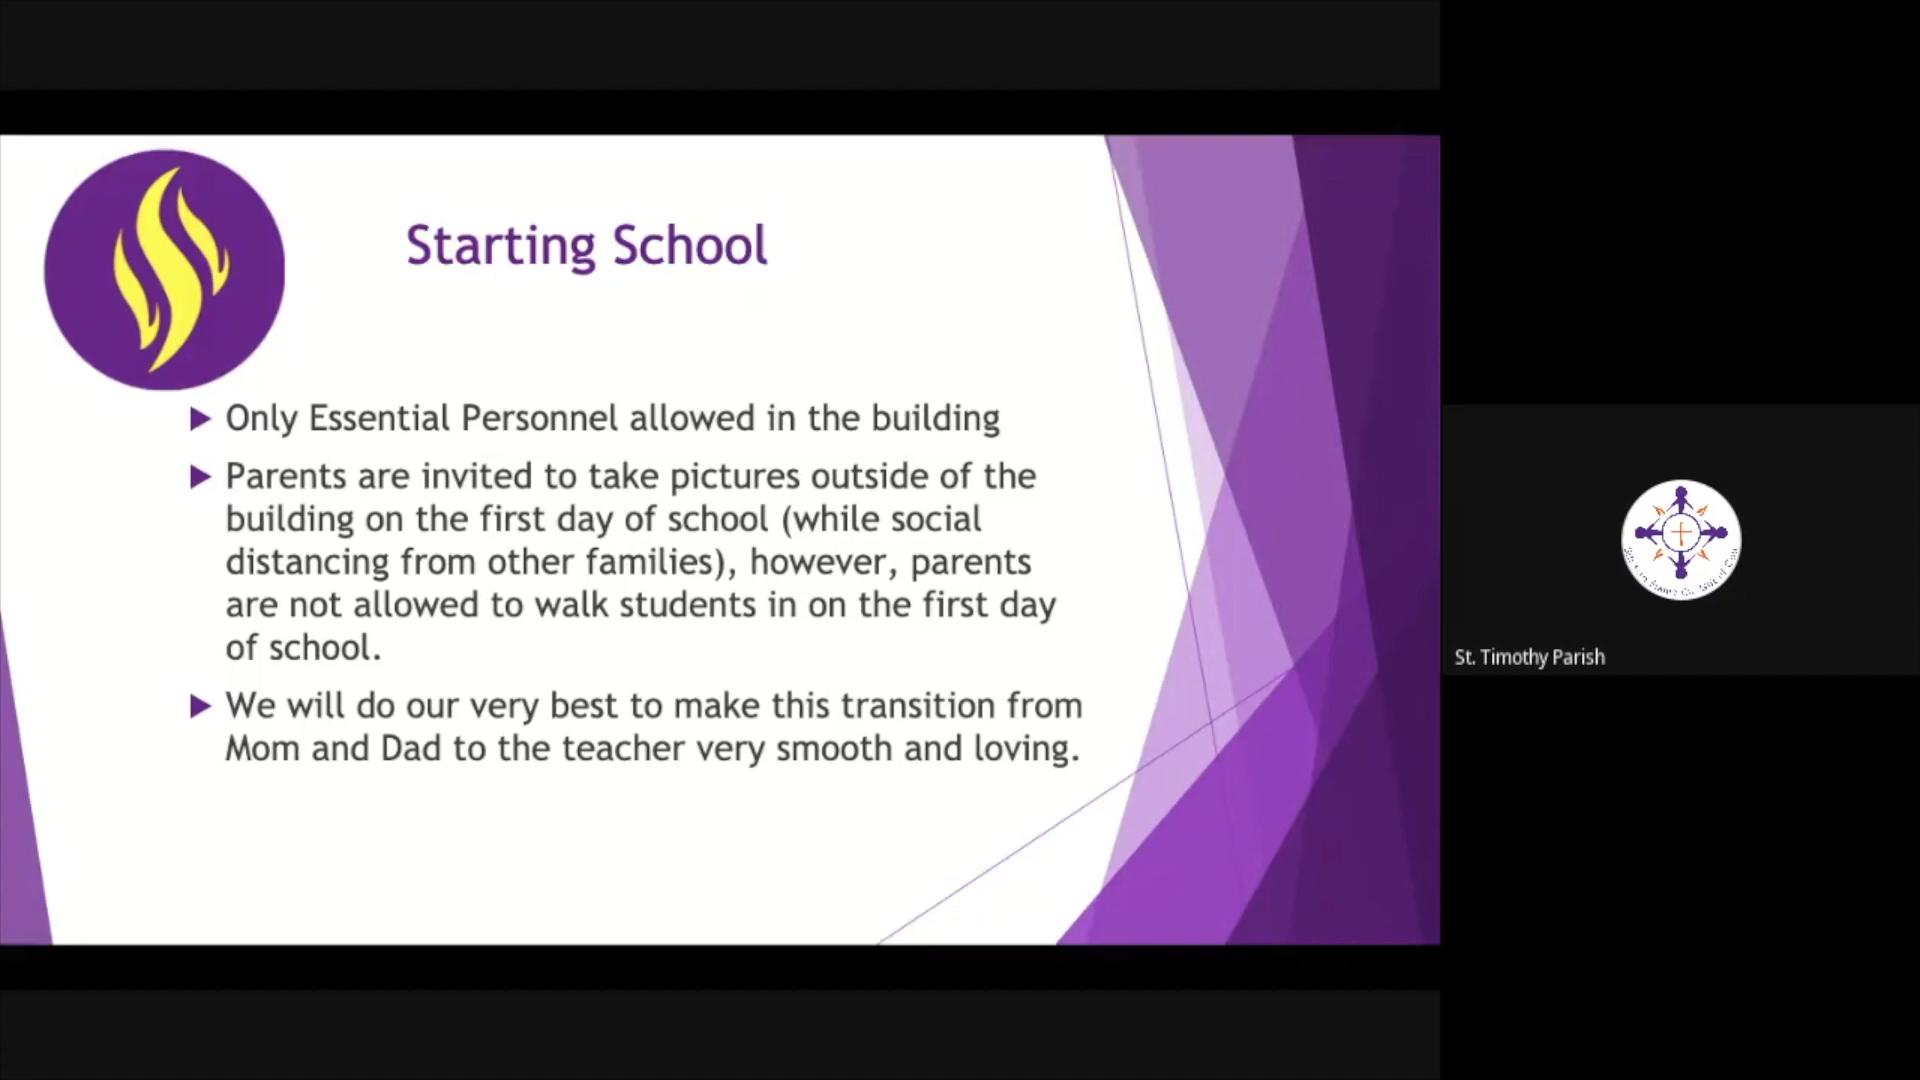 Starting School
Only Essential Personnel allowed in the building
Parents are invited to take pictures outside of the
building on the first day of school (while social
distancing from other families), however, parents
are not allowed to walk students in on the first day
of school.
We will do our very best to make this transition from
Mom and Dad to the teacher very smooth and loving.
St. Timothy Parish